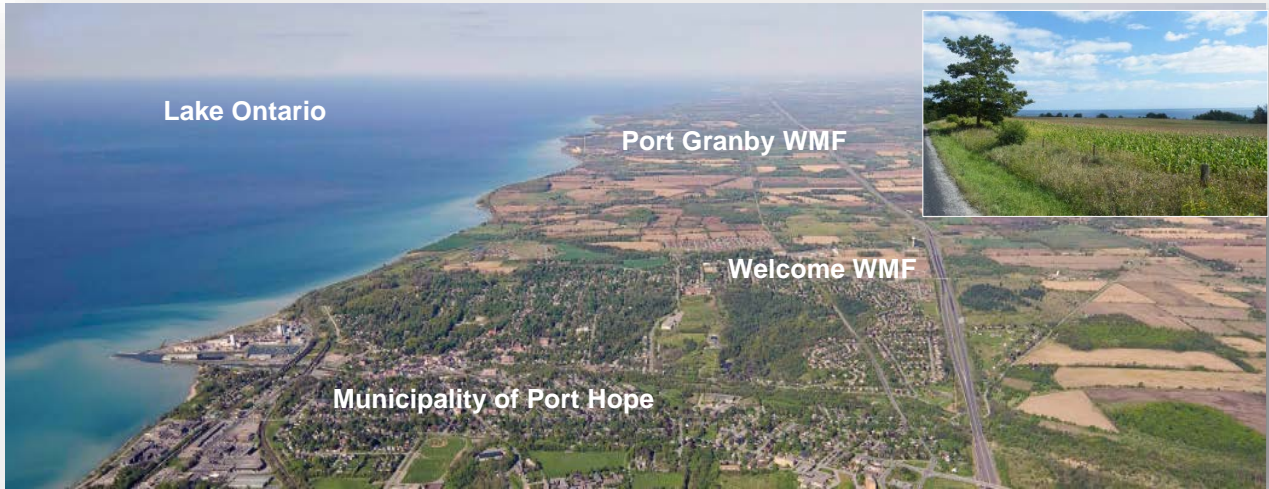 Lake Ontario
Port Granby WMF
Welcome WMF
Municipality of Port Hope